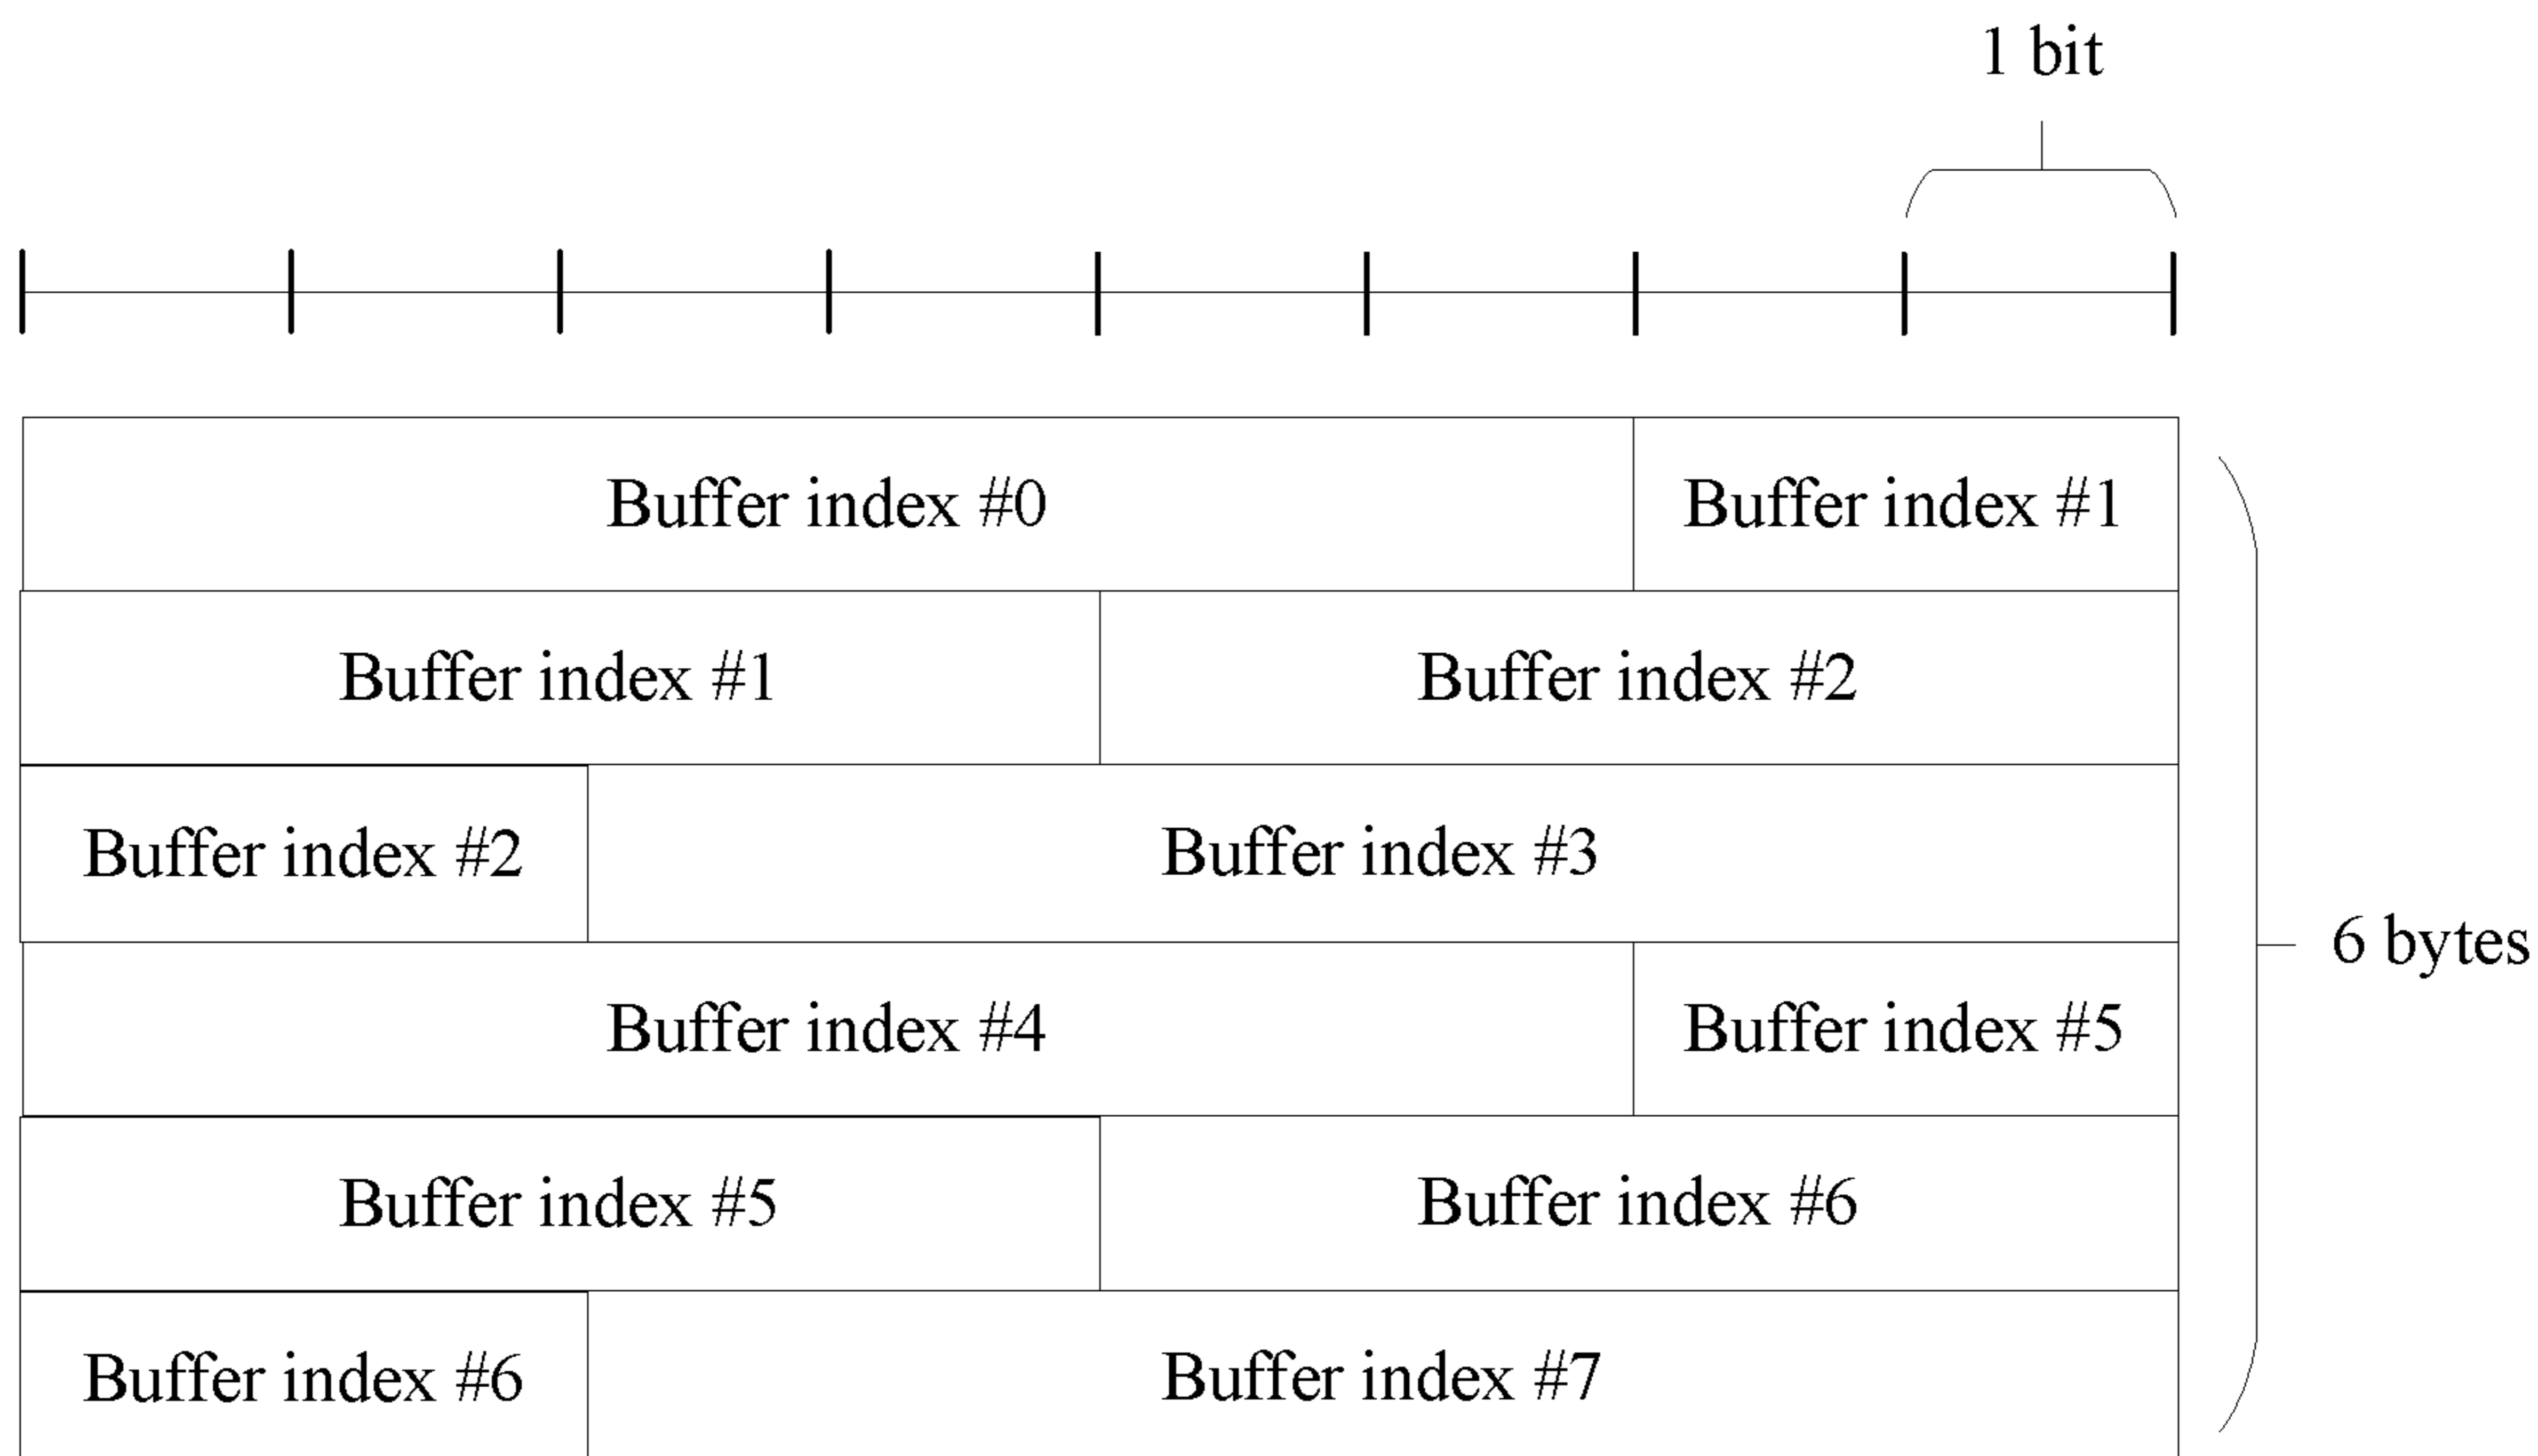 1 bit
Buffer index #0 Buffer index #1
Buffer index #1 Buffer index #2
Buffer index #2 Buffer index #3
Buffer index #4 Buffer index #5
Buffer index #5 Buffer index #6
Buffer index #6 Buffer index #7
6 bytes